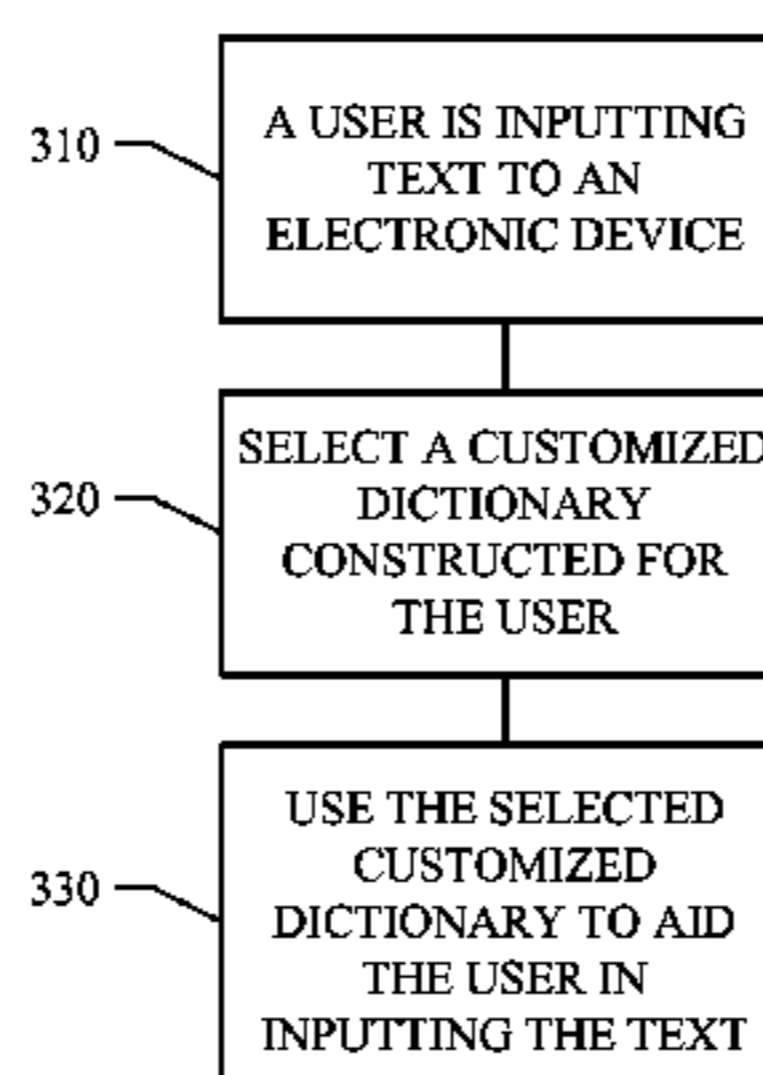 310
A USER IS INPUTTING
TEXT TO AN
ELECTRONIC DEVICE
320
SELECT A CUSTOMIZED
DICTIONARY
CONSTRUCTED FOR
THE USER
330
USE THE SELECTED
CUSTOMIZED
DICTIONARY TO AID
THE USER IN
INPUTTING THE TEXT